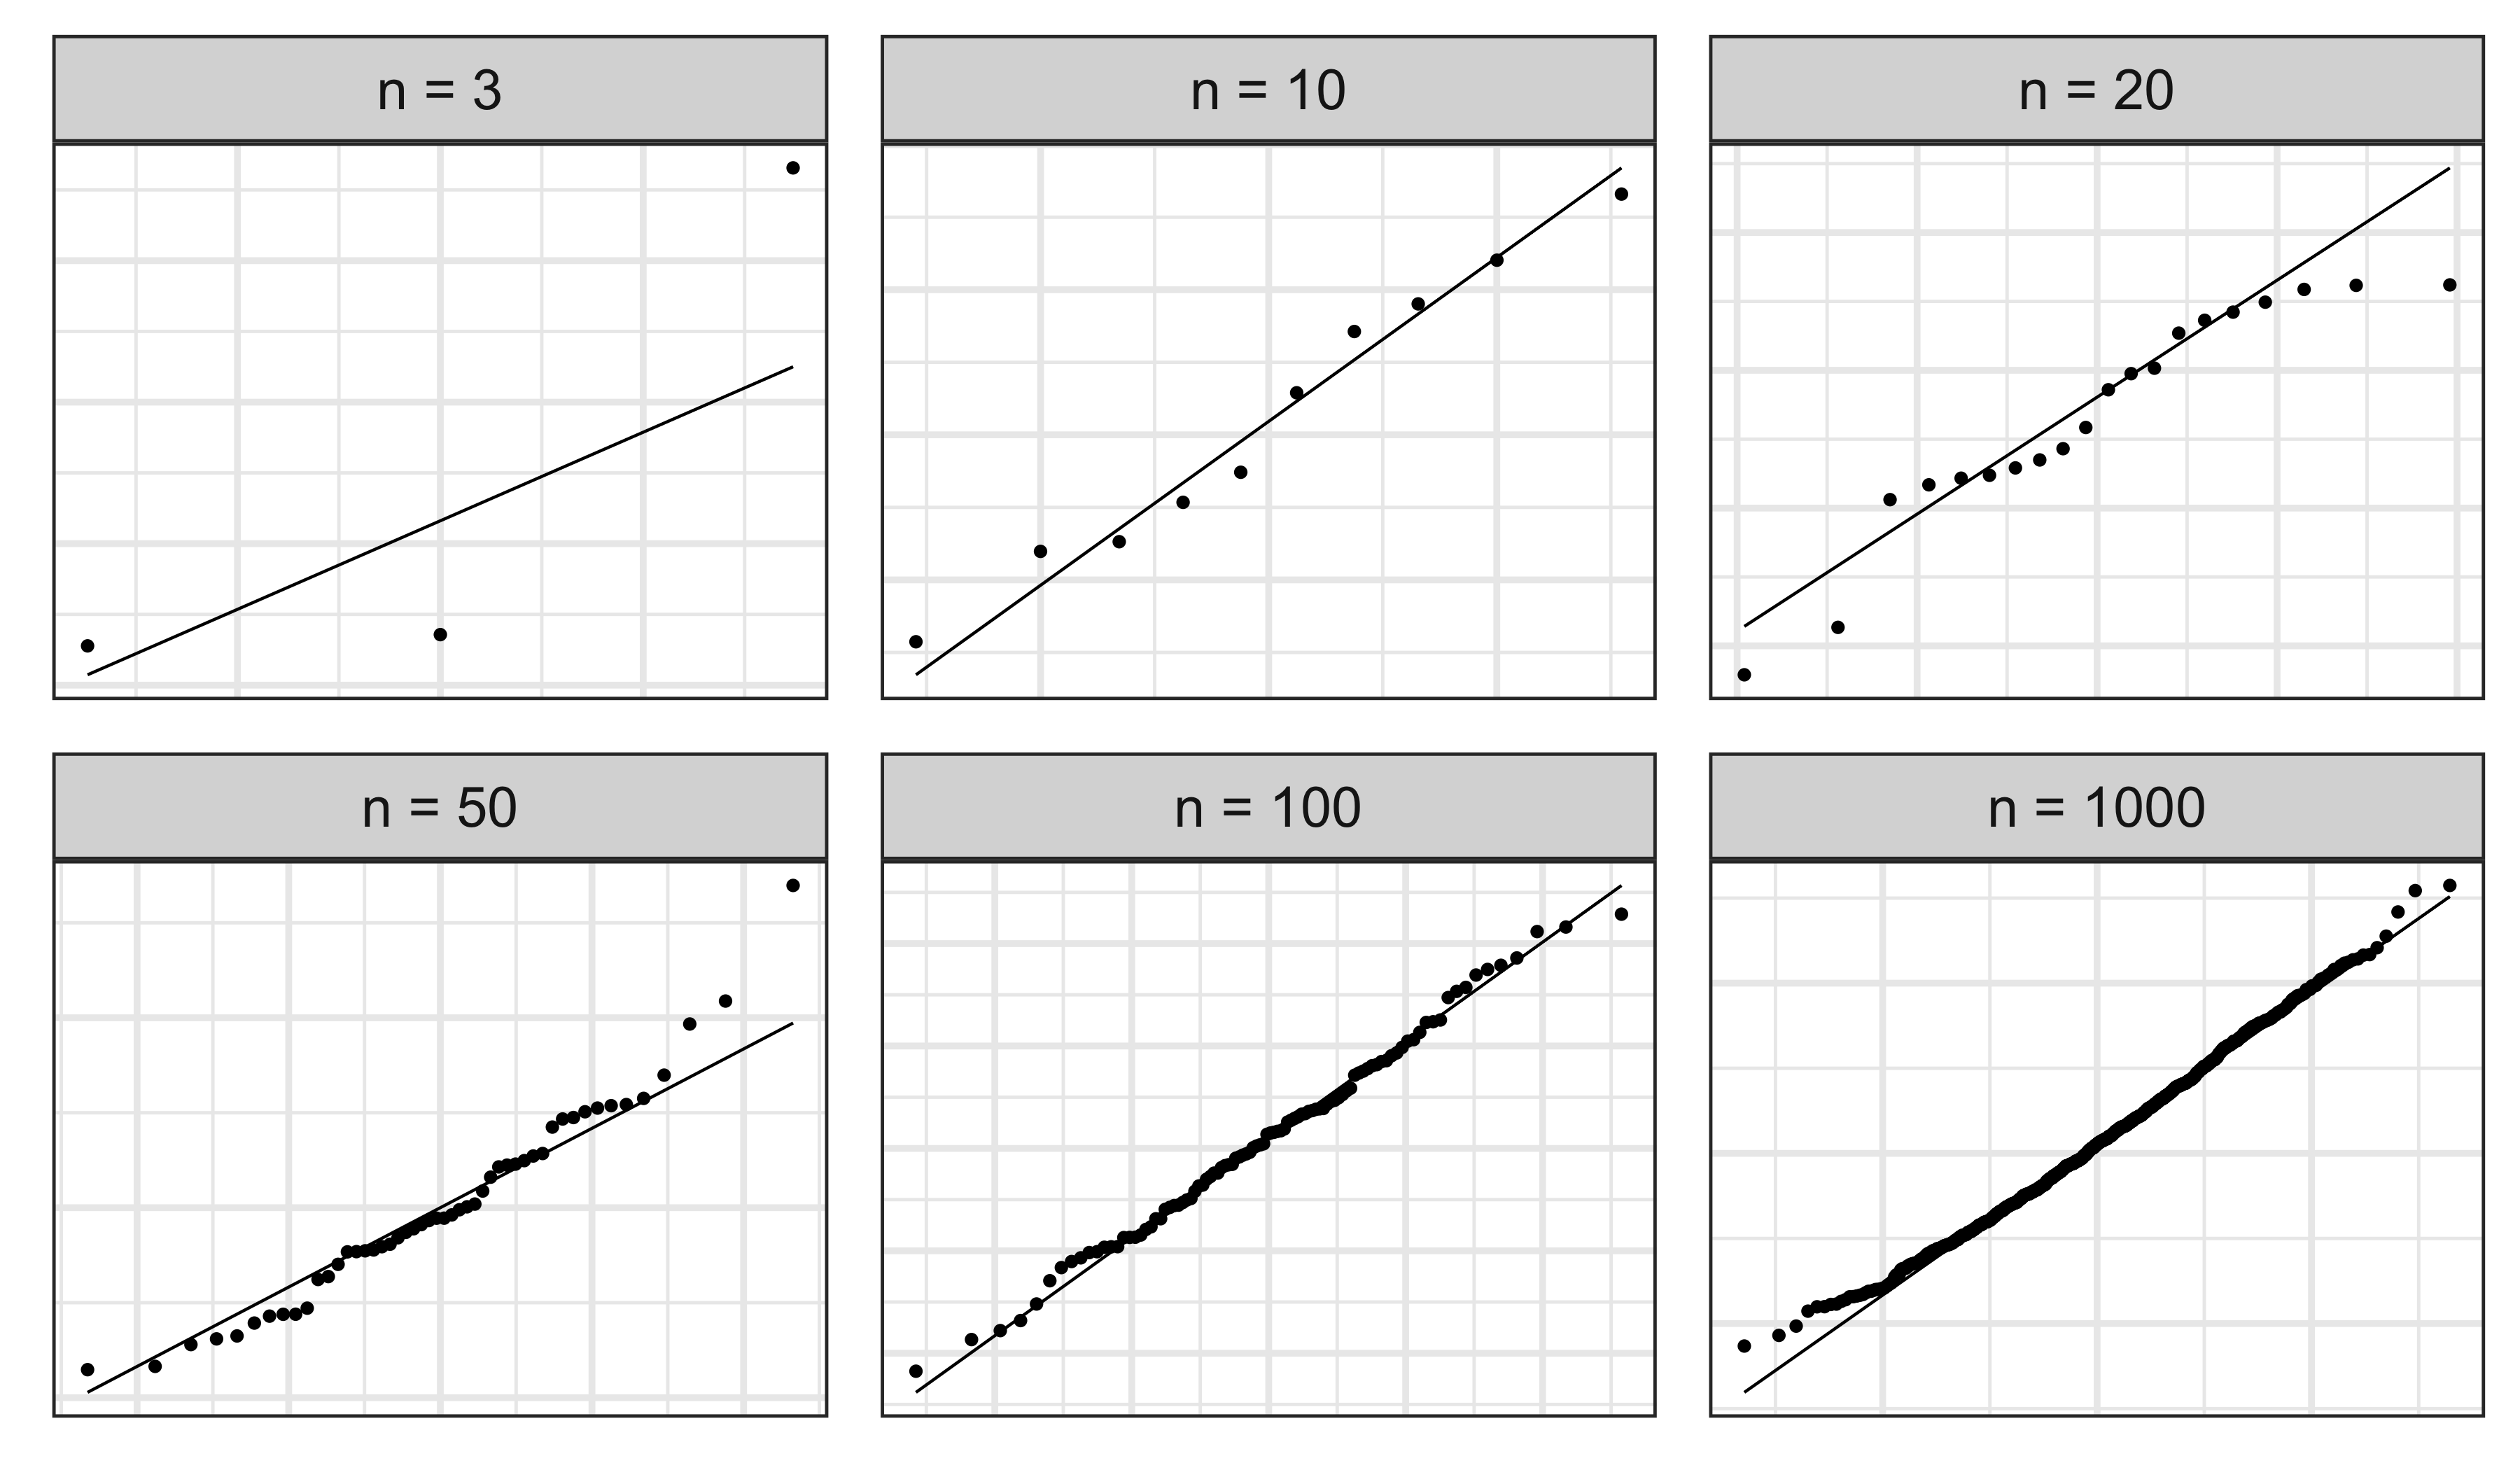 n = 3
n = 10
n = 20
n = 50
n = 100
n = 1000